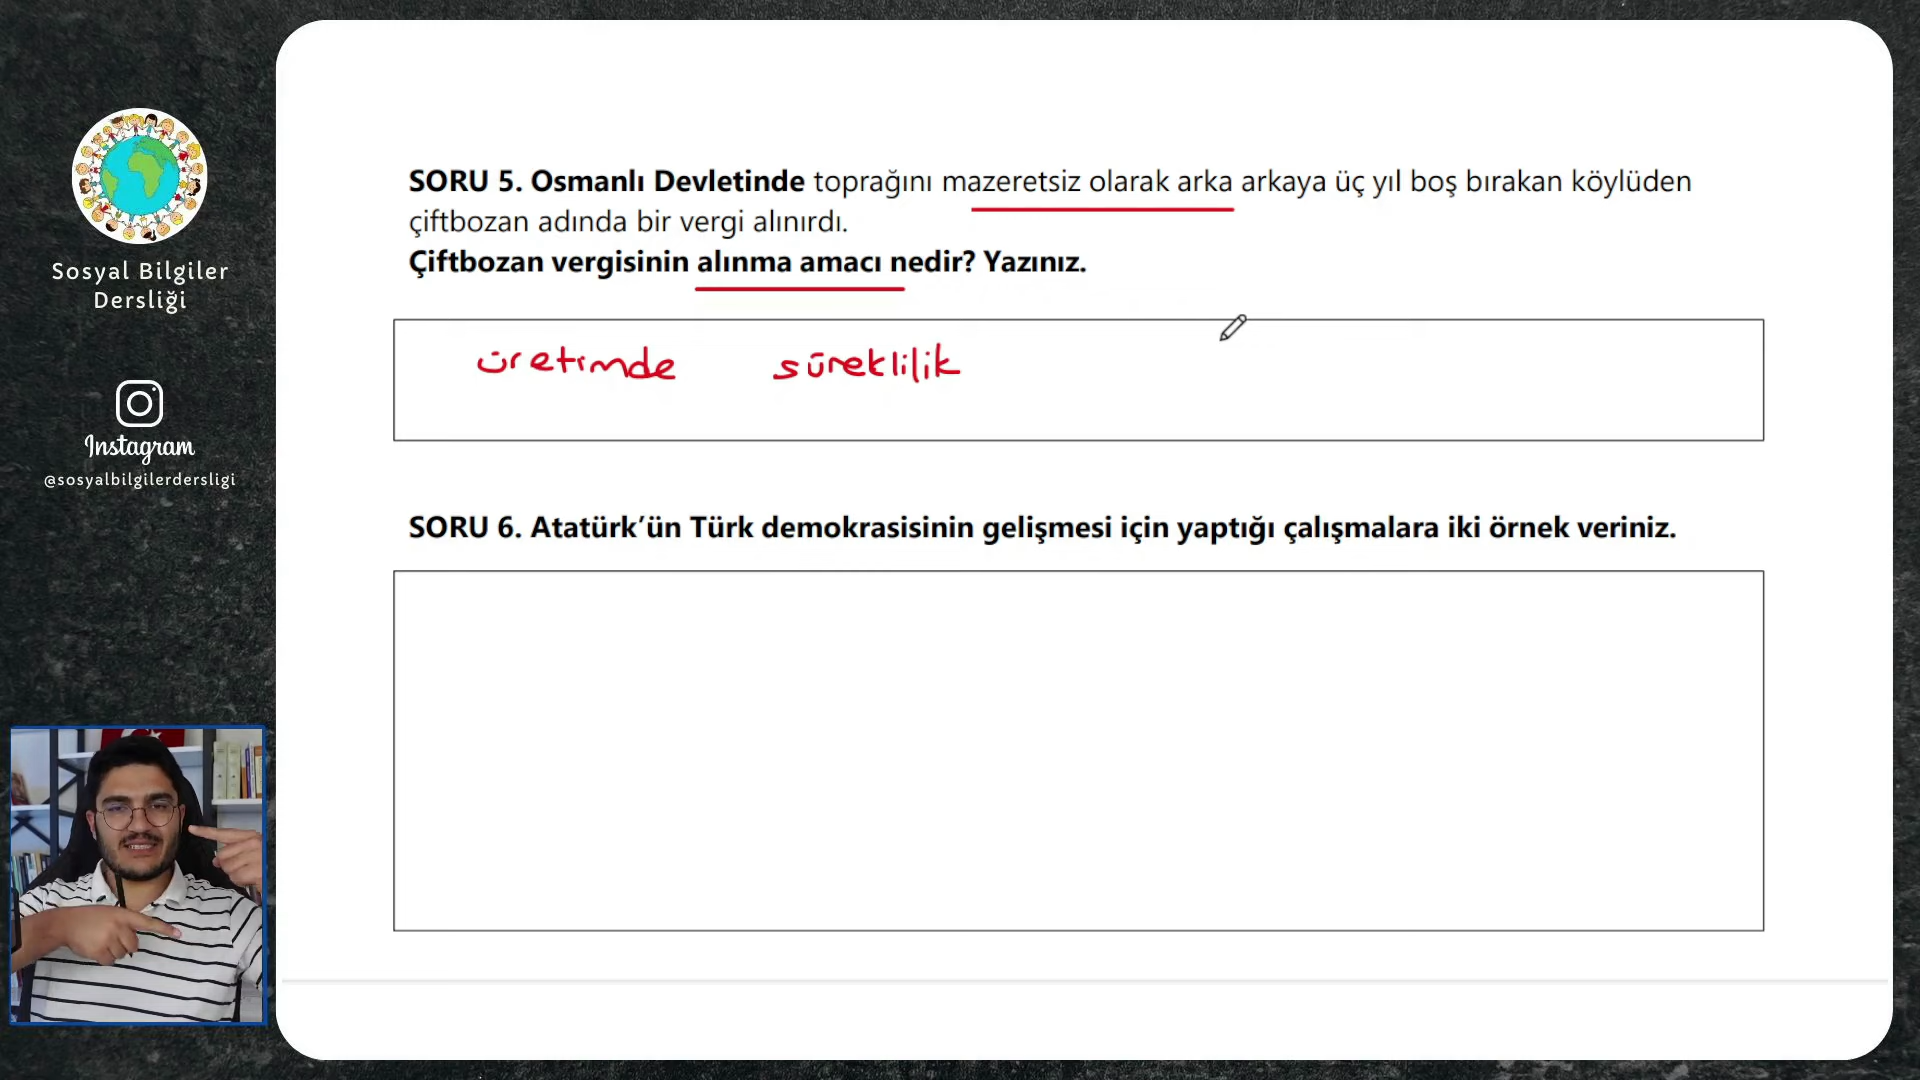 Sosyal Bilgiler
Dersliği
Instagram
@sosyalbilgilerdersligi
SORU 5. Osmanlı Devletinde toprağını mazeretsiz olarak arka arkaya üç yıl boş bırakan köylüden
çiftbozan adında bir vergi alınırdı.
Çiftbozan vergisinin alınma amacı nedir? Yazınız.
üretimde süreklilik
SORU 6. Atatürk’ün Türk demokrasisinin gelişmesi için yaptığı çalışmalara iki örnek veriniz.